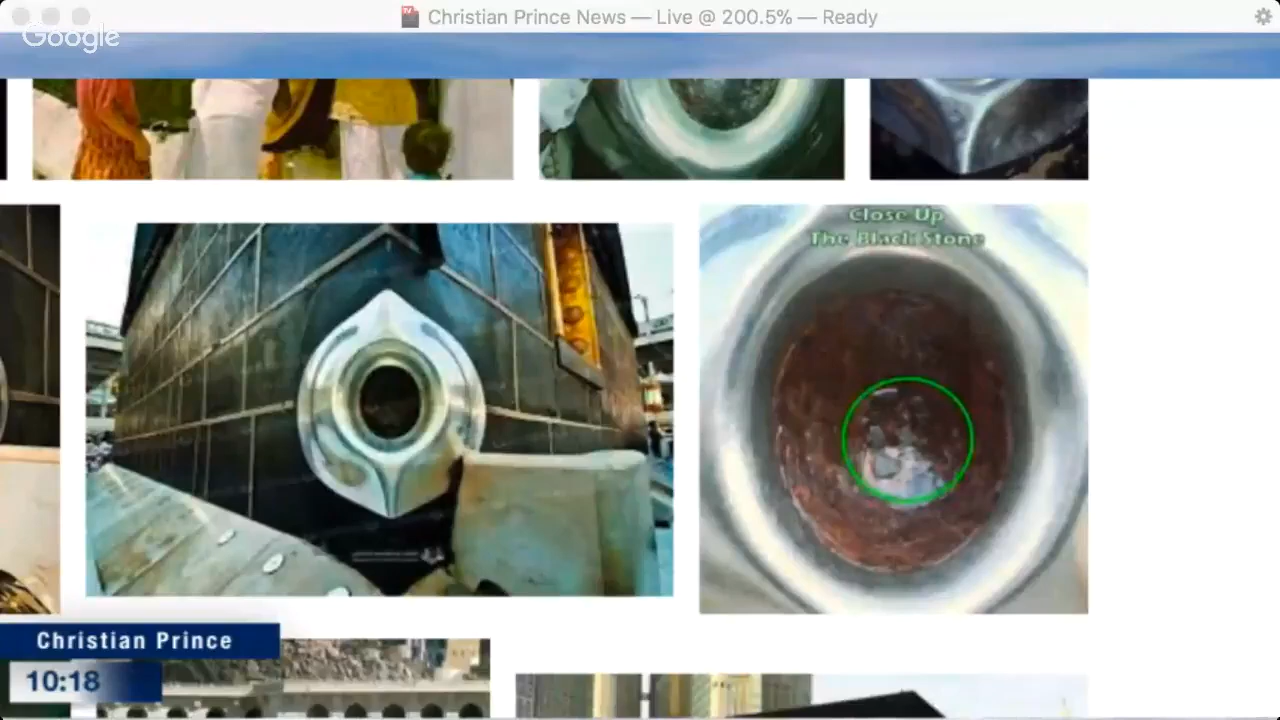 Christian Prince News — Live @ 200.5% — Ready
Google
Close Up
The Black Stone
Christian Prince
10:18